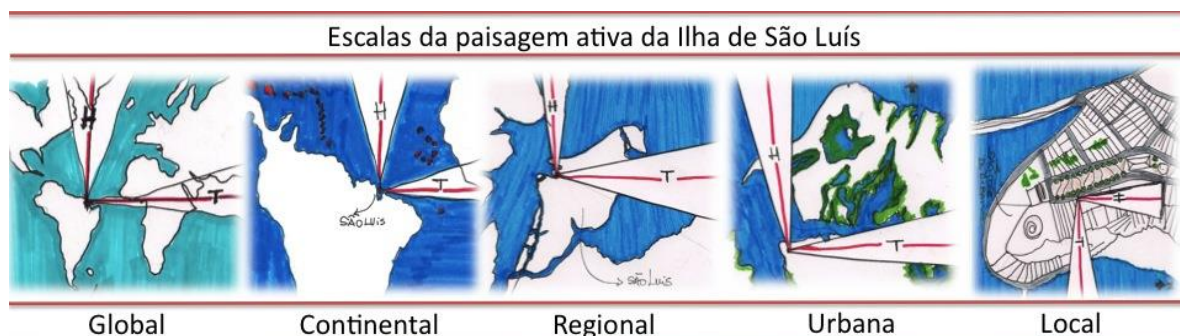 Escalas da paisagem ativa da Ilha de São Luís
H
T
H
T
SÃO LUÍS
H
T
SÃO LUÍS
H
T
H
T
Global
Continental
Regional
Urbana
Local